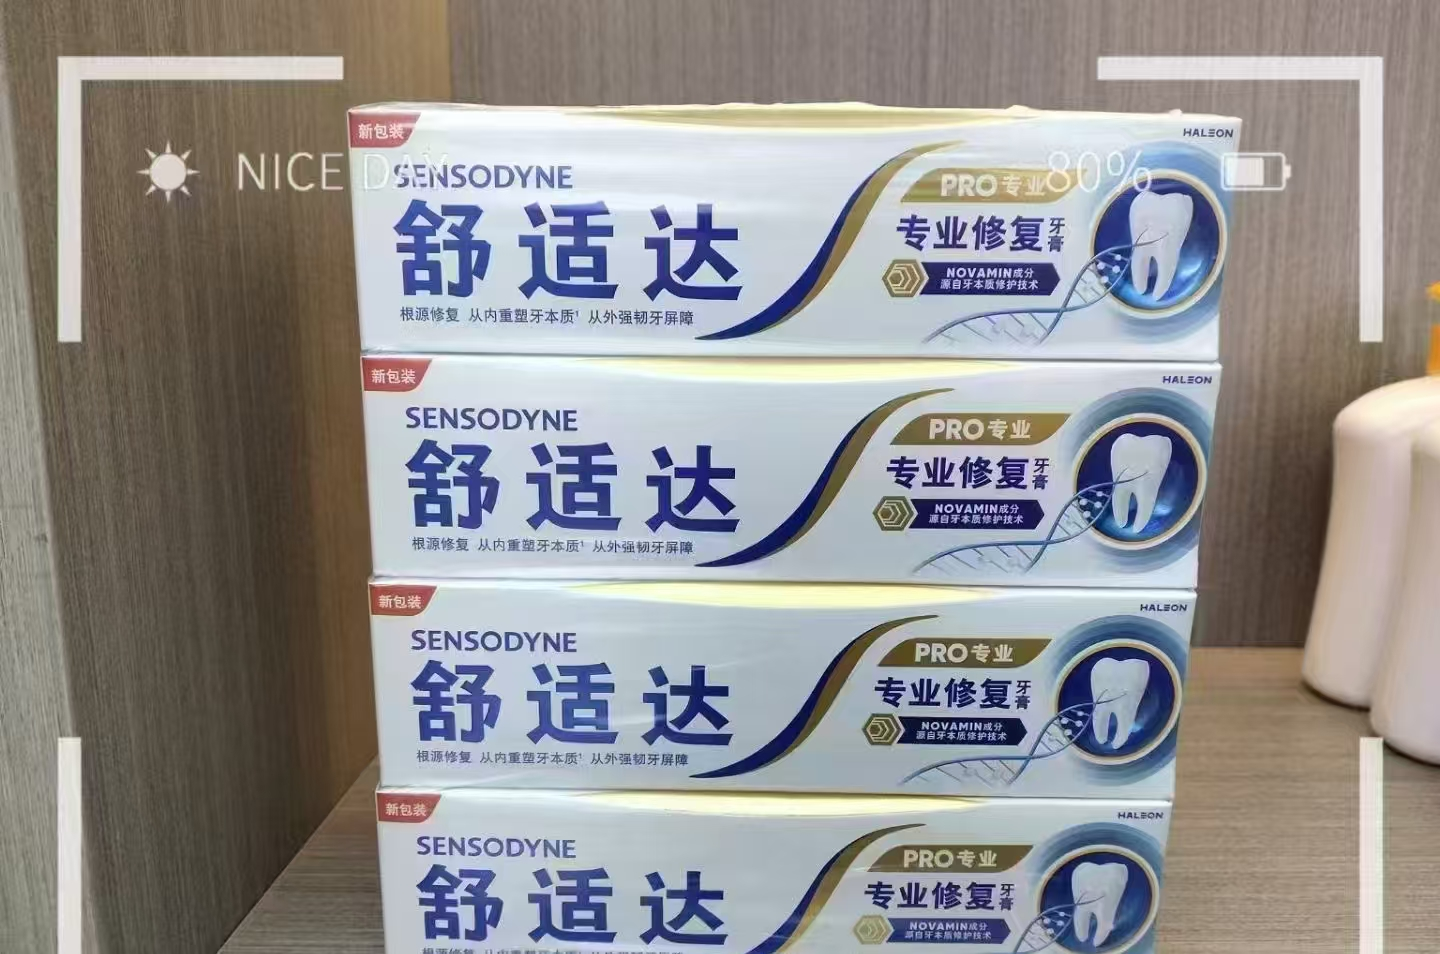 NICE DAY
80%
新包装
HALEON
SENSODYNE
舒适达
根源修复 从内重塑牙本质¹ 从外强韧牙屏障
PRO专业
专业修复牙膏
NOVAMIN成分
源自牙本质修护技术
新包装
HALEON
SENSODYNE
舒适达
根源修复 从内重塑牙本质¹ 从外强韧牙屏障
PRO专业
专业修复牙膏
NOVAMIN成分
源自牙本质修护技术
新包装
HALEON
SENSODYNE
舒适达
根源修复 从内重塑牙本质¹ 从外强韧牙屏障
PRO专业
专业修复牙膏
NOVAMIN成分
源自牙本质修护技术
新包装
HALEON
SENSODYNE
舒适达
PRO专业
专业修复牙膏
NOVAMIN成分
源自牙本质修护技术